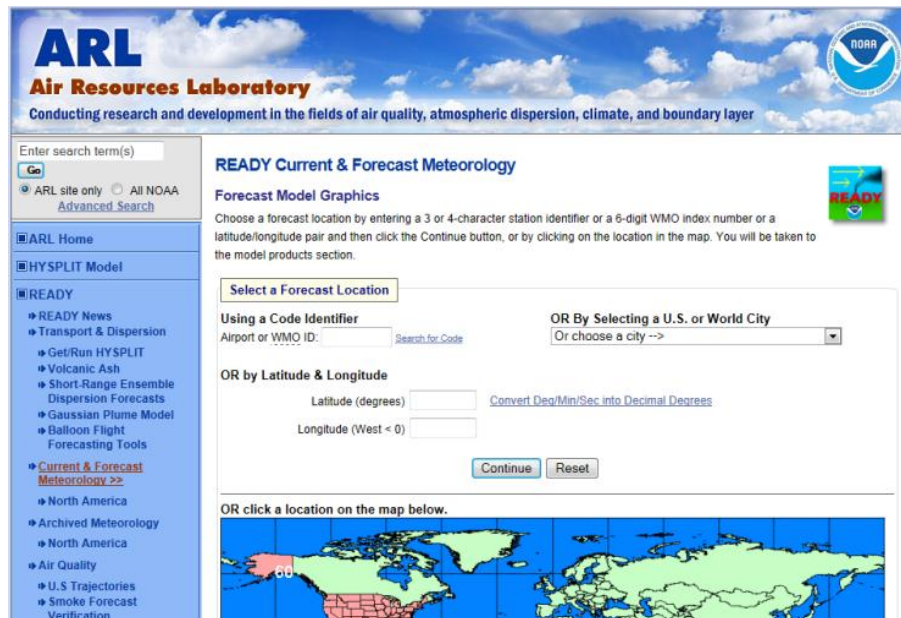 ARL
Air Resources Laboratory
Conducting research and development in the fields of air quality, atmospheric dispersion, climate, and boundary layer
NOAA
Enter search term(s)
Go
ARL site only All NOAA
Advanced Search
ARL Home
HYSPLIT Model
READY
READY News
Transport & Dispersion
Get/Run HYSPLIT
Volcanic Ash
Short-Range Ensemble
Dispersion Forecasts
Gaussian Plume Model
Balloon Flight
Forecasting Tools
Current & Forecast
Meteorology >>
North America
Archived Meteorology
North America
Air Quality
U.S Trajectories
Smoke Forecast
Verification
READY Current & Forecast Meteorology
Forecast Model Graphics
READY
Choose a forecast location by entering a 3 or 4-character station identifier or a 6-digit WMO index number or a
latitude/longitude pair and then click the Continue button, or by clicking on the location in the map. You will be taken to
the model products section.
Select a Forecast Location
Using a Code Identifier
Airport or WMO ID: Search for Code
OR By Selecting a U.S. or World City
Or choose a city -->
OR by Latitude & Longitude
Latitude (degrees) Convert Deg/Min/Sec into Decimal Degrees
Longitude (West < 0)
Continue Reset
OR click a location on the map below.
60